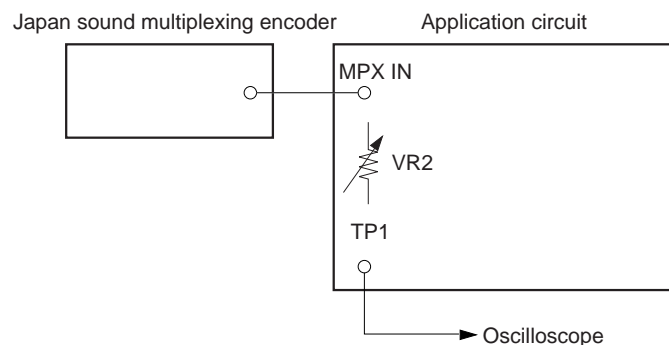 Japan sound multiplexing encoder
Application circuit
MPX IN
VR2
TP1
Oscilloscope